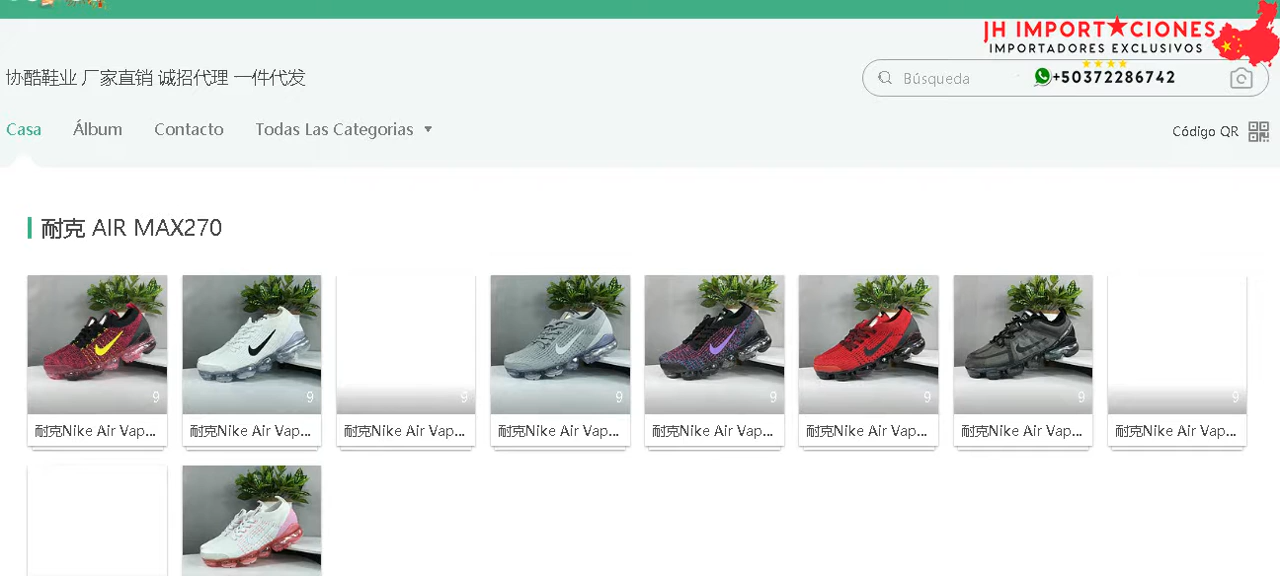 JH IMPORT★CIONES
IMPORTADORES EXCLUSIVOS
协酷鞋业 厂家直销 诚招代理 一件代发
Búsqueda
+50372286742
Casa Álbum Contacto Todas Las Categorias
Código QR
耐克 AIR MAX270
9 9 9 9 9 9 9 9
耐克Nike Air Vap... 耐克Nike Air Vap... 耐克Nike Air Vap... 耐克Nike Air Vap... 耐克Nike Air Vap... 耐克Nike Air Vap... 耐克Nike Air Vap... 耐克Nike Air Vap...